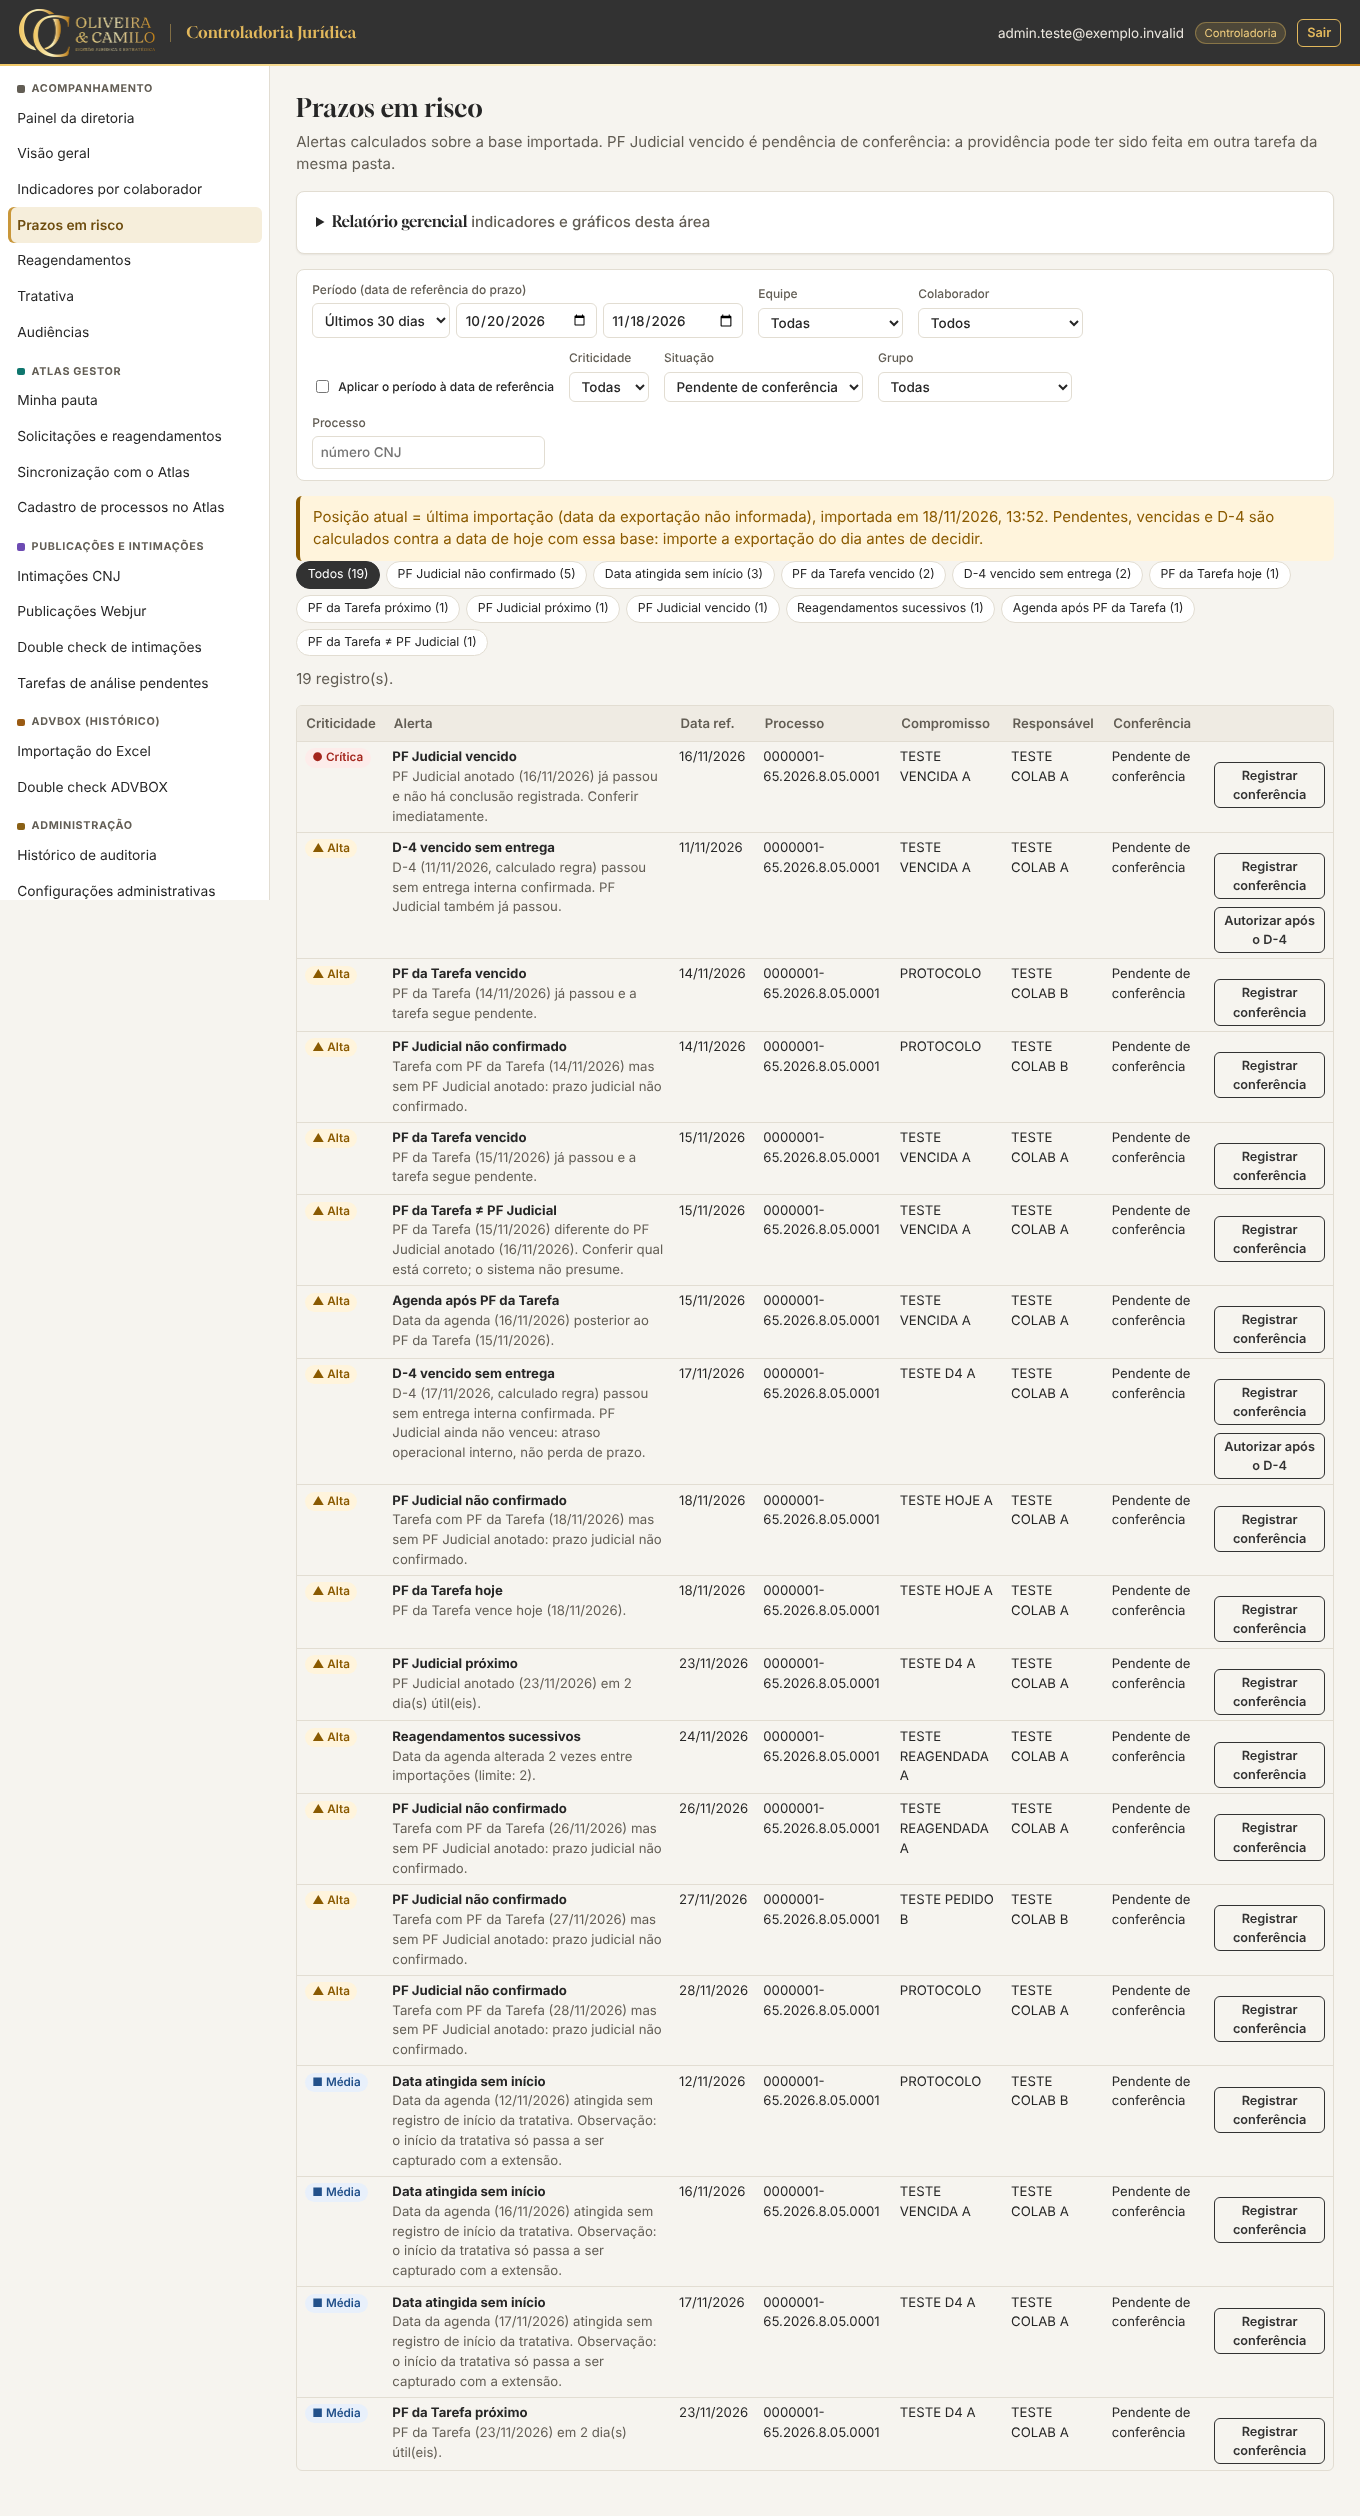 OLIVEIRA
& CAMILO
Controladoria Jurídica
admin.teste@exemplo.invalid
Controladoria
Sair
ACOMPANHAMENTO
Painel da diretoria
Visão geral
Indicadores por colaborador
Prazos em risco
Reagendamentos
Tratativa
Audiências
ATLAS GESTOR
Minha pauta
Solicitações e reagendamentos
Sincronização com o Atlas
Cadastro de processos no Atlas
PUBLICAÇÕES E INTIMAÇÕES
Intimações CNJ
Publicações Webjur
Double check de intimações
Tarefas de análise pendentes
ADVBOX (HISTÓRICO)
Importação do Excel
Double check ADVBOX
ADMINISTRAÇÃO
Histórico de auditoria
Configurações administrativas
Prazos em risco
Alertas calculados sobre a base importada. PF Judicial vencido é pendência de conferência: a providência pode ter sido feita em outra tarefa da
mesma pasta.
Relatório gerencial indicadores e gráficos desta área
Período (data de referência do prazo)
Equipe
Colaborador
Últimos 30 dias
10/20/2026
11/18/2026
Todas
Todos
Criticidade
Situação
Grupo
Aplicar o período à data de referência
Todas
Pendente de conferência
Todas
Processo
número CNJ
Posição atual = última importação (data da exportação não informada), importada em 18/11/2026, 13:52. Pendentes, vencidas e D-4 são
calculados contra a data de hoje com essa base: importe a exportação do dia antes de decidir.
Todos (19)
PF Judicial não confirmado (5)
Data atingida sem início (3)
PF da Tarefa vencido (2)
D-4 vencido sem entrega (2)
PF da Tarefa hoje (1)
PF da Tarefa próximo (1)
PF Judicial próximo (1)
PF Judicial vencido (1)
Reagendamentos sucessivos (1)
Agenda após PF da Tarefa (1)
PF da Tarefa ≠ PF Judicial (1)
19 registro(s).
Criticidade Alerta Data ref. Processo Compromisso Responsável Conferência
● Crítica PF Judicial vencido 16/11/2026 0000001- TESTE TESTE Pendente de
PF Judicial anotado (16/11/2026) já passou 65.2026.8.05.0001 VENCIDA A COLAB A conferência Registrar
e não há conclusão registrada. Conferir conferência
imediatamente.
▲ Alta D-4 vencido sem entrega 11/11/2026 0000001- TESTE TESTE Pendente de
D-4 (11/11/2026, calculado regra) passou 65.2026.8.05.0001 VENCIDA A COLAB A conferência Registrar
sem entrega interna confirmada. PF conferência
Judicial também já passou. Autorizar após
o D-4
▲ Alta PF da Tarefa vencido 14/11/2026 0000001- PROTOCOLO TESTE Pendente de
PF da Tarefa (14/11/2026) já passou e a 65.2026.8.05.0001 COLAB B conferência Registrar
tarefa segue pendente. conferência
▲ Alta PF Judicial não confirmado 14/11/2026 0000001- PROTOCOLO TESTE Pendente de
Tarefa com PF da Tarefa (14/11/2026) mas 65.2026.8.05.0001 COLAB B conferência Registrar
sem PF Judicial anotado: prazo judicial não conferência
confirmado.
▲ Alta PF da Tarefa vencido 15/11/2026 0000001- TESTE TESTE Pendente de
PF da Tarefa (15/11/2026) já passou e a 65.2026.8.05.0001 VENCIDA A COLAB A conferência Registrar
tarefa segue pendente. conferência
▲ Alta PF da Tarefa ≠ PF Judicial 15/11/2026 0000001- TESTE TESTE Pendente de
PF da Tarefa (15/11/2026) diferente do PF 65.2026.8.05.0001 VENCIDA A COLAB A conferência Registrar
Judicial anotado (16/11/2026). Conferir qual conferência
está correto; o sistema não presume.
▲ Alta Agenda após PF da Tarefa 15/11/2026 0000001- TESTE TESTE Pendente de
Data da agenda (16/11/2026) posterior ao 65.2026.8.05.0001 VENCIDA A COLAB A conferência Registrar
PF da Tarefa (15/11/2026). conferência
▲ Alta D-4 vencido sem entrega 17/11/2026 0000001- TESTE D4 A TESTE Pendente de
D-4 (17/11/2026, calculado regra) passou 65.2026.8.05.0001 COLAB A conferência Registrar
sem entrega interna confirmada. PF conferência
Judicial ainda não venceu: atraso Autorizar após
operacional interno, não perda de prazo. o D-4
▲ Alta PF Judicial não confirmado 18/11/2026 0000001- TESTE HOJE A TESTE Pendente de
Tarefa com PF da Tarefa (18/11/2026) mas 65.2026.8.05.0001 COLAB A conferência Registrar
sem PF Judicial anotado: prazo judicial não conferência
confirmado.
▲ Alta PF da Tarefa hoje 18/11/2026 0000001- TESTE HOJE A TESTE Pendente de
PF da Tarefa vence hoje (18/11/2026). 65.2026.8.05.0001 COLAB A conferência Registrar
conferência
▲ Alta PF Judicial próximo 23/11/2026 0000001- TESTE D4 A TESTE Pendente de
PF Judicial anotado (23/11/2026) em 2 65.2026.8.05.0001 COLAB A conferência Registrar
dia(s) útil(eis). conferência
▲ Alta Reagendamentos sucessivos 24/11/2026 0000001- TESTE TESTE Pendente de
Data da agenda alterada 2 vezes entre 65.2026.8.05.0001 REAGENDADA COLAB A conferência Registrar
importações (limite: 2). A conferência
▲ Alta PF Judicial não confirmado 26/11/2026 0000001- TESTE TESTE Pendente de
Tarefa com PF da Tarefa (26/11/2026) mas 65.2026.8.05.0001 REAGENDADA COLAB A conferência Registrar
sem PF Judicial anotado: prazo judicial não A conferência
confirmado.
▲ Alta PF Judicial não confirmado 27/11/2026 0000001- TESTE PEDIDO TESTE Pendente de
Tarefa com PF da Tarefa (27/11/2026) mas 65.2026.8.05.0001 B COLAB B conferência Registrar
sem PF Judicial anotado: prazo judicial não conferência
confirmado.
▲ Alta PF Judicial não confirmado 28/11/2026 0000001- PROTOCOLO TESTE Pendente de
Tarefa com PF da Tarefa (28/11/2026) mas 65.2026.8.05.0001 COLAB A conferência Registrar
sem PF Judicial anotado: prazo judicial não conferência
confirmado.
■ Média Data atingida sem início 12/11/2026 0000001- PROTOCOLO TESTE Pendente de
Data da agenda (12/11/2026) atingida sem 65.2026.8.05.0001 COLAB B conferência Registrar
registro de início da tratativa. Observação: conferência
o início da tratativa só passa a ser
capturado com a extensão.
■ Média Data atingida sem início 16/11/2026 0000001- TESTE TESTE Pendente de
Data da agenda (16/11/2026) atingida sem 65.2026.8.05.0001 VENCIDA A COLAB A conferência Registrar
registro de início da tratativa. Observação: conferência
o início da tratativa só passa a ser
capturado com a extensão.
■ Média Data atingida sem início 17/11/2026 0000001- TESTE D4 A TESTE Pendente de
Data da agenda (17/11/2026) atingida sem 65.2026.8.05.0001 COLAB A conferência Registrar
registro de início da tratativa. Observação: conferência
o início da tratativa só passa a ser
capturado com a extensão.
■ Média PF da Tarefa próximo 23/11/2026 0000001- TESTE D4 A TESTE Pendente de
PF da Tarefa (23/11/2026) em 2 dia(s) 65.2026.8.05.0001 COLAB A conferência Registrar
útil(eis). conferência